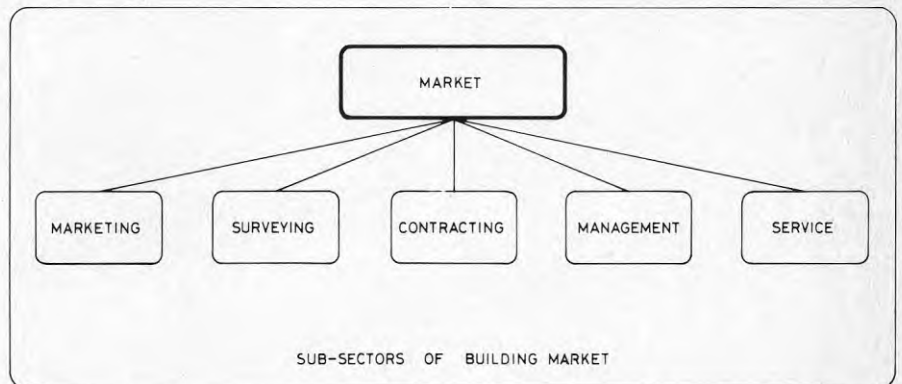 MARKET
MARKETING
SURVEYING
CONTRACTING
MANAGEMENT
SERVICE
SUB-SECTORS OF BUILDING MARKET